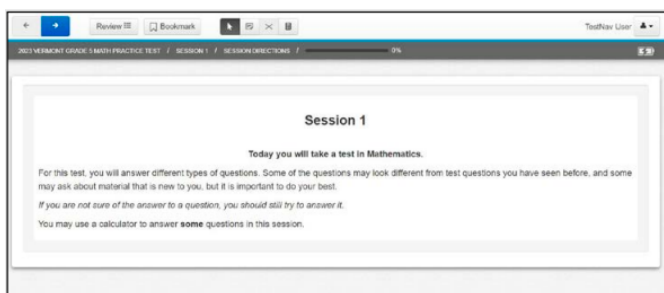 Review Bookmark TestNav User
2023 VERMONT GRADE 5 MATH PRACTICE TEST / SESSION 1 / SESSION DIRECTIONS / 0%
Session 1
Today you will take a test in Mathematics.
For this test, you will answer different types of questions. Some of the questions may look different from test questions you have seen before, and some
may ask about material that is new to you, but it is important to do your best.
If you are not sure of the answer to a question, you should still try to answer it.
You may use a calculator to answer some questions in this session.